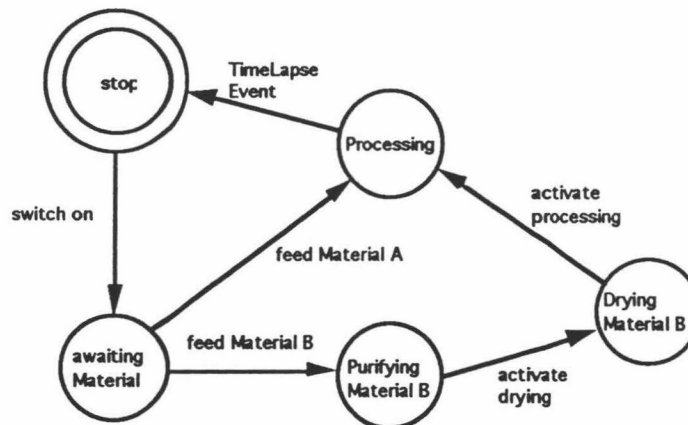 stop
TimeLapse
Event
Processing
activate
processing
switch on
feed Material A
Drying
Material B
awaiting
Material
feed Material B
Purifying
Material B
activate
drying